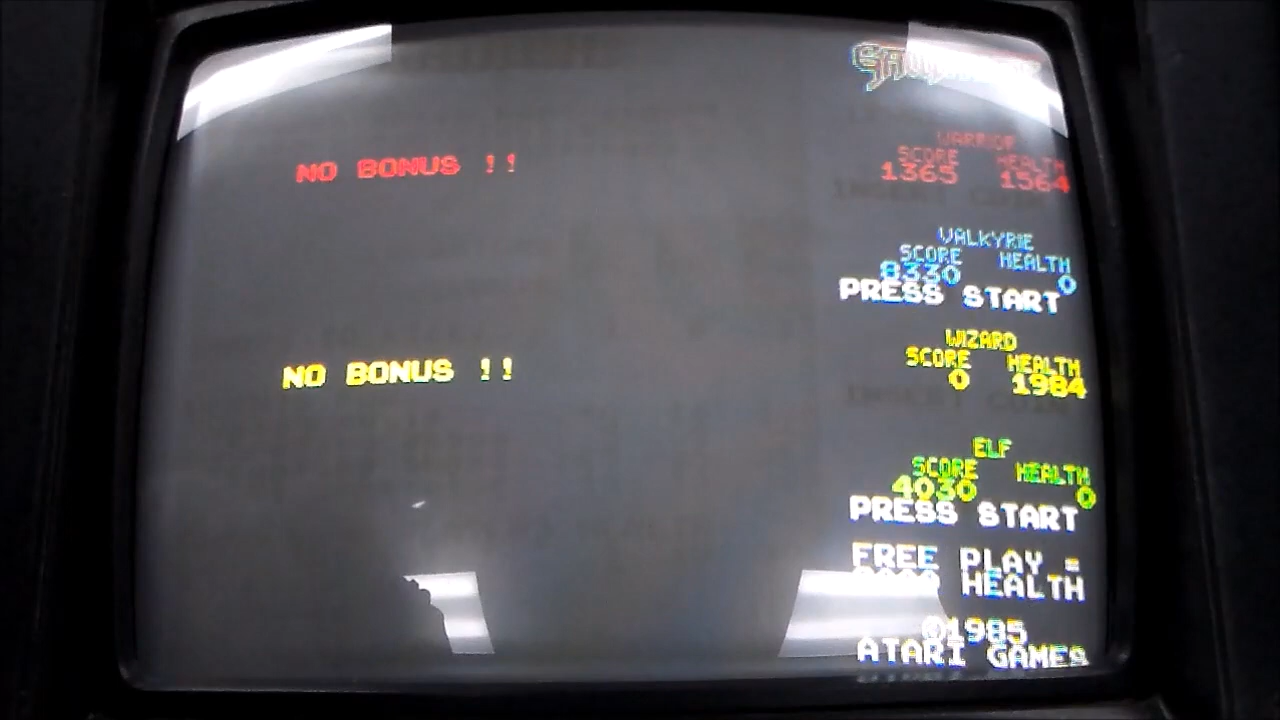 GAUNTLET
WARRIOR
SCORE HEALTH
1365 1564
NO BONUS !!
VALKYRIE
SCORE HEALTH
8330 0
PRESS START
WIZARD
SCORE HEALTH
0 1984
NO BONUS !!
ELF
SCORE HEALTH
4030 0
PRESS START
FREE PLAY =
HEALTH
©1985
ATARI GAMES